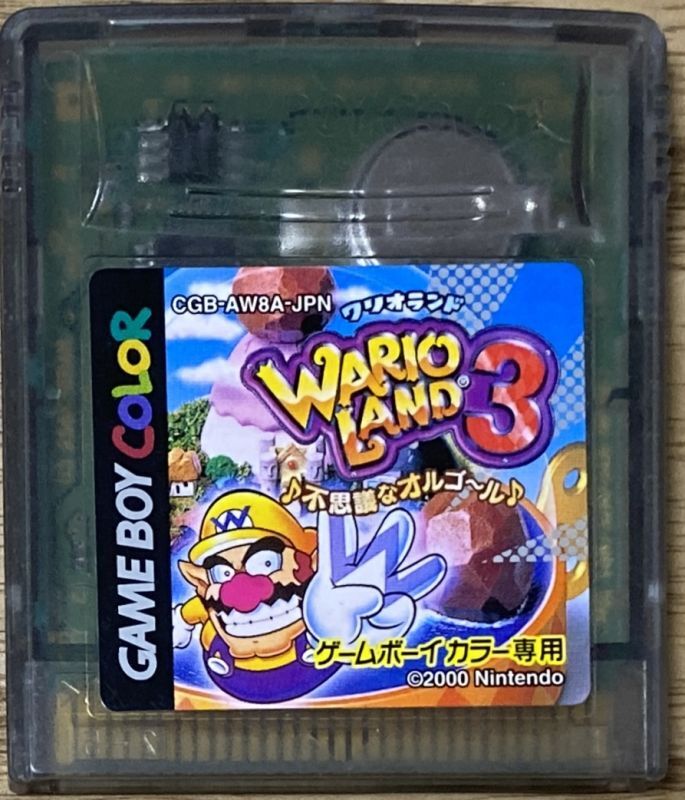 GAME BOY COLOR
CGB-AW8A-JPN
ワリオランド
WARIO
LAND® 3
♪不思議なオルゴ〜ル♪
W
ゲームボーイカラー専用
©2000 Nintendo